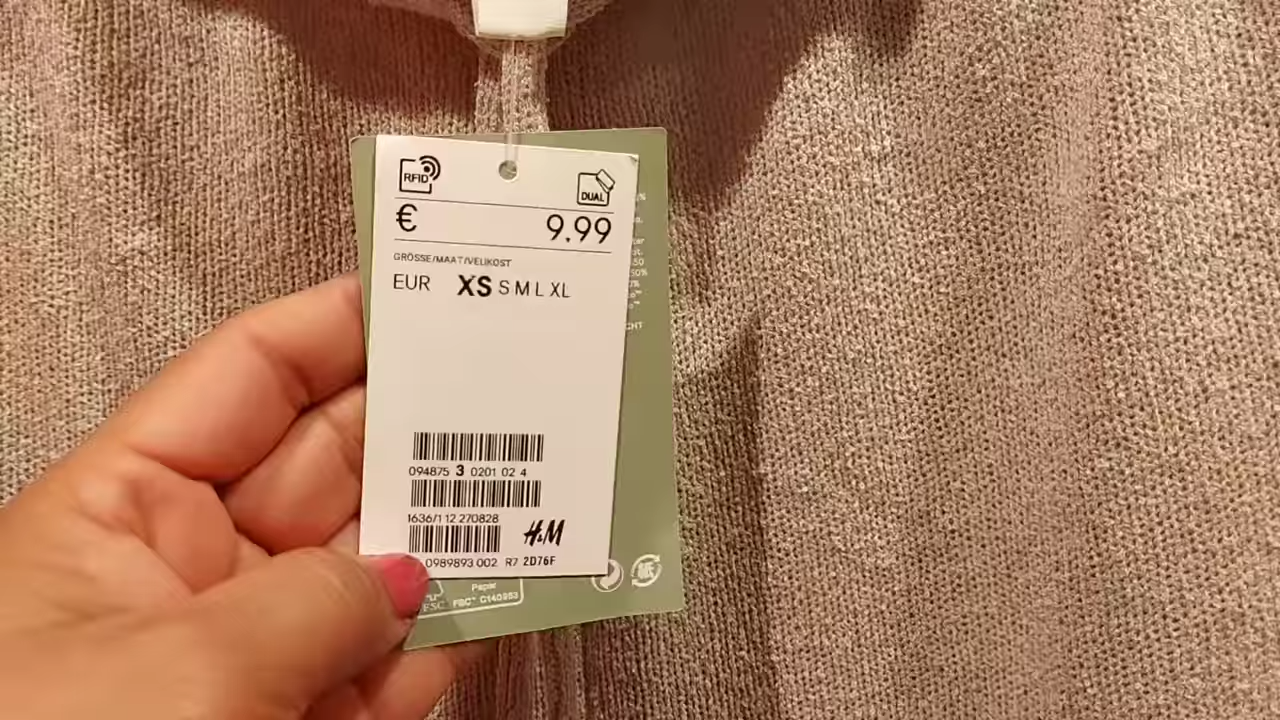 RFID
DUAL
€ 9.99
GRÖSSE/MAAT/VELIKOST
EUR XS S M L XL
094875 3 0201 02 4
1636/112 270828
H&M
0989893 002 R7 2D76F
Papier
FSC™ C140953
FSC